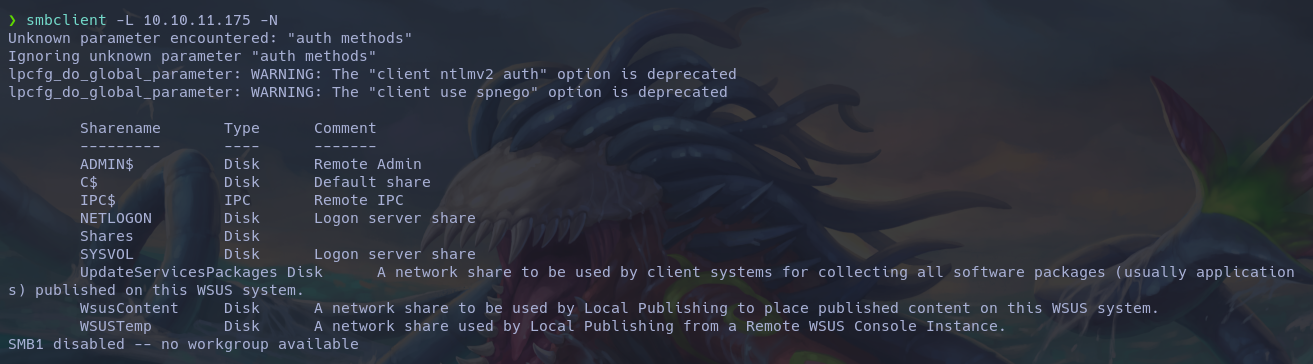 ❯ smbclient -L 10.10.11.175 -N
Unknown parameter encountered: "auth methods"
Ignoring unknown parameter "auth methods"
lpcfg_do_global_parameter: WARNING: The "client ntlmv2 auth" option is deprecated
lpcfg_do_global_parameter: WARNING: The "client use spnego" option is deprecated
Sharename Type Comment
--------- ---- -------
ADMIN$ Disk Remote Admin
C$ Disk Default share
IPC$ IPC Remote IPC
NETLOGON Disk Logon server share
Shares Disk
SYSVOL Disk Logon server share
UpdateServicesPackages Disk A network share to be used by client systems for collecting all software packages (usually application
s) published on this WSUS system.
WsusContent Disk A network share to be used by Local Publishing to place published content on this WSUS system.
WSUSTemp Disk A network share used by Local Publishing from a Remote WSUS Console Instance.
SMB1 disabled -- no workgroup available